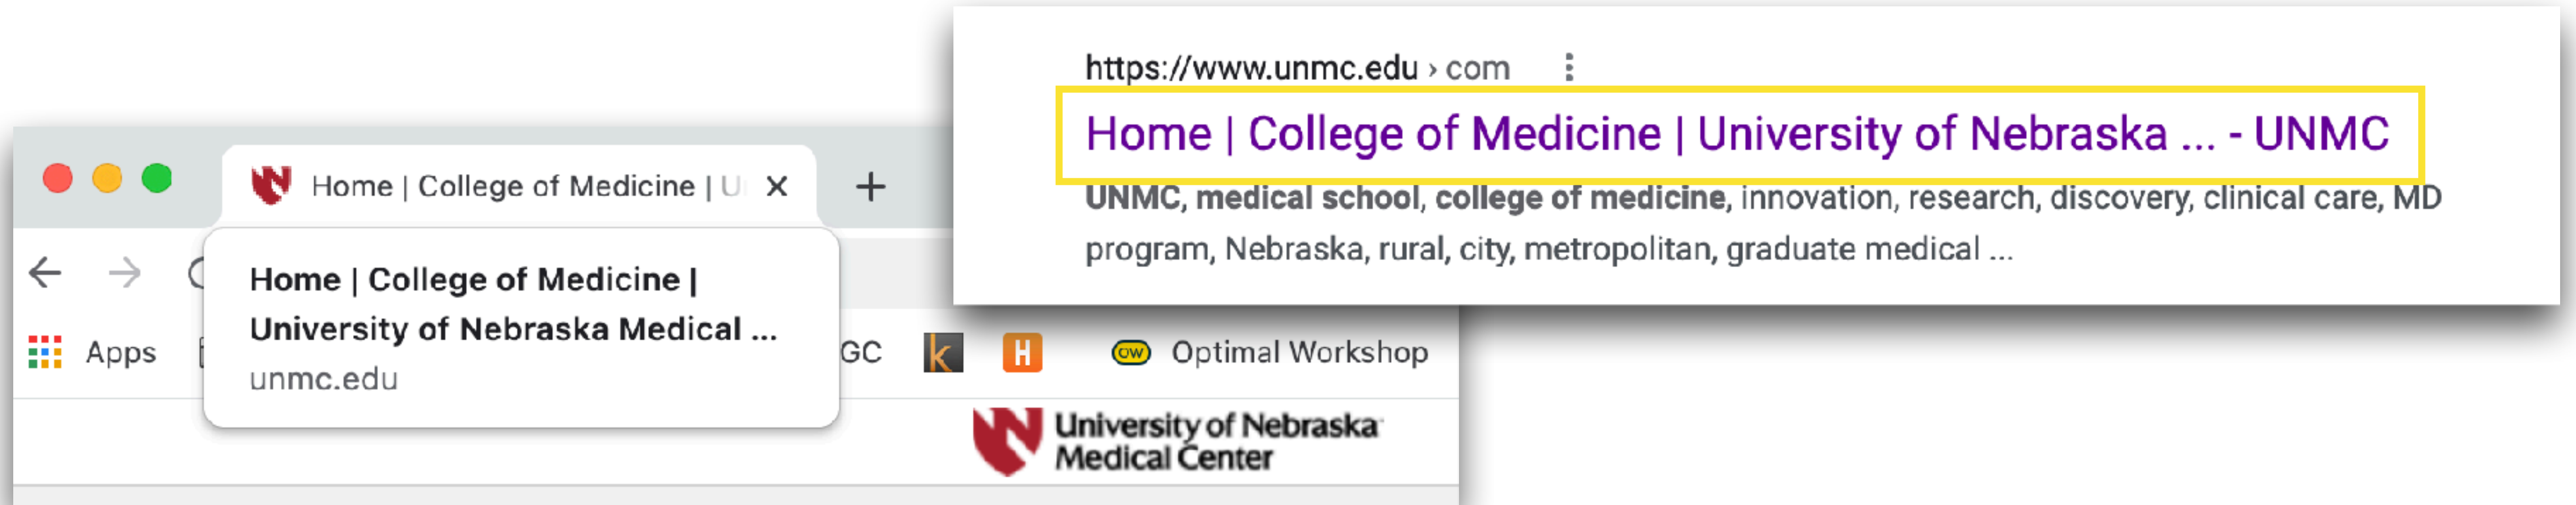 https://www.unmc.edu › com
Home | College of Medicine | University of Nebraska ... - UNMC
UNMC, medical school, college of medicine, innovation, research, discovery, clinical care, MD
program, Nebraska, rural, city, metropolitan, graduate medical ...
Home | College of Medicine | U
Home | College of Medicine |
University of Nebraska Medical ...
unmc.edu
Apps
GC
k
H
OW
Optimal Workshop
University of Nebraska
Medical Center